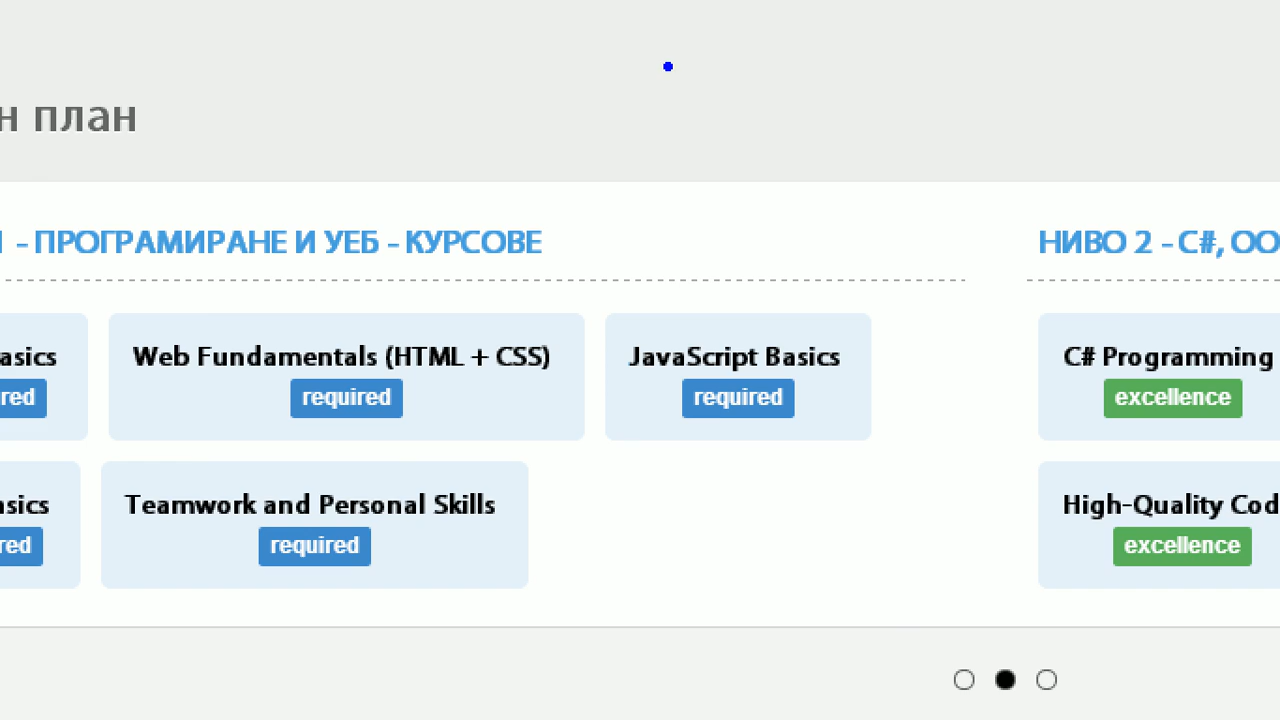 н план
- ПРОГРАМИРАНЕ И УЕБ - КУРСОВЕ
НИВО 2 - C#, ОО
asics
Web Fundamentals (HTML + CSS)
JavaScript Basics
C# Programming
red
required
required
excellence
asics
Teamwork and Personal Skills
High-Quality Cod
red
required
excellence